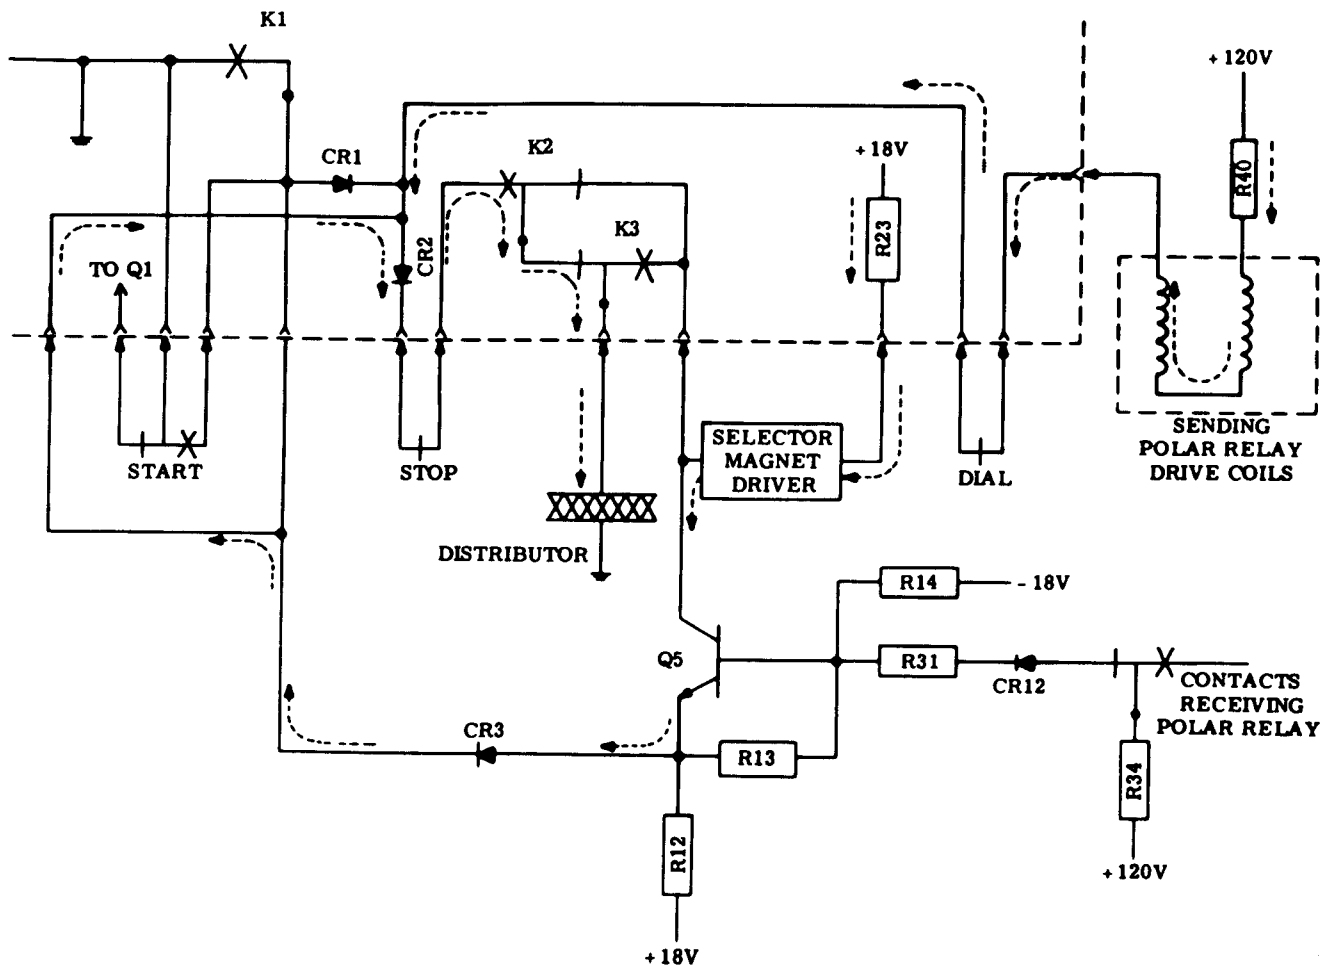 K1
+ 120V
CR1
K2
+ 18V
R40
K3
R23
CR2
TO Q1
START
STOP
SELECTOR
MAGNET
DRIVER
DIAL
SENDING
POLAR RELAY
DRIVE COILS
DISTRIBUTOR
R14
- 18V
Q5
R31
CR12
CONTACTS
RECEIVING
POLAR RELAY
CR3
R13
R34
R12
+ 120V
+ 18V